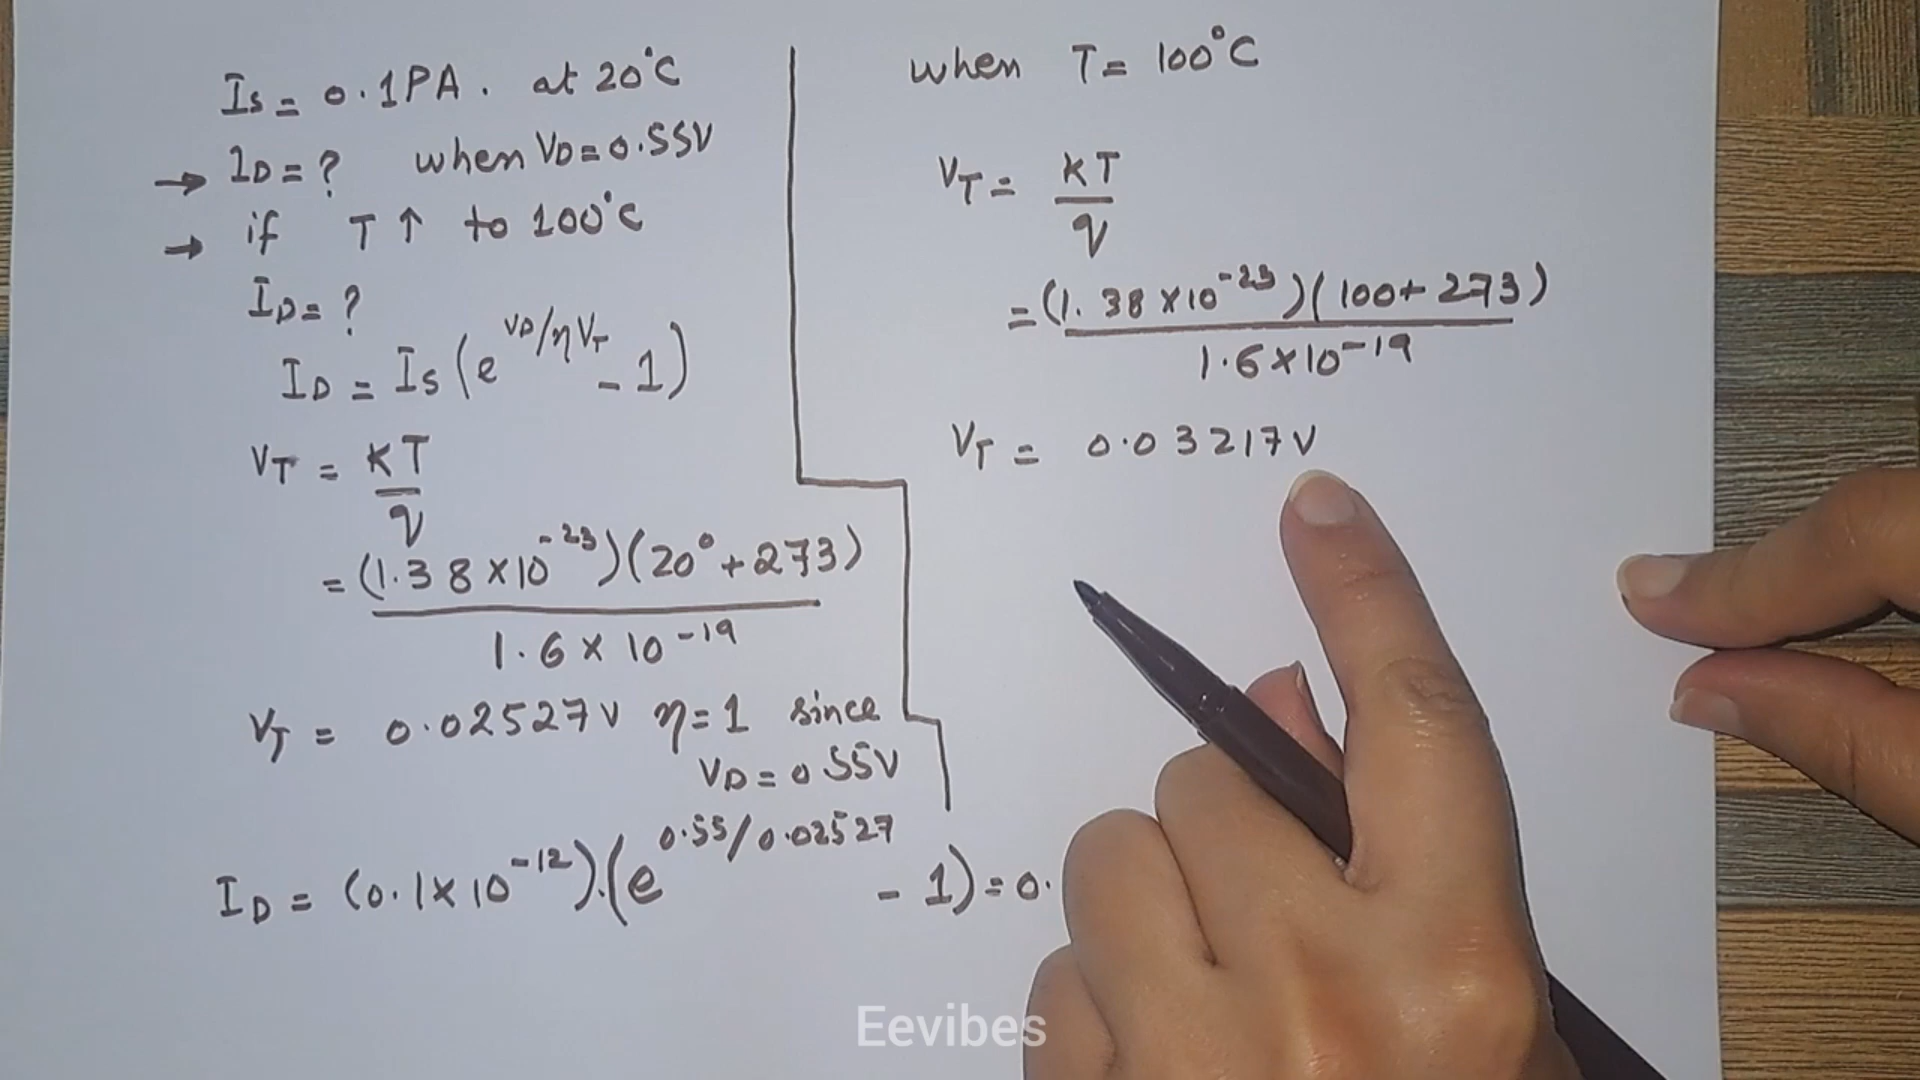 Is = 0.1PA. at 20°C
→ ID = ? when VD = 0.55V
→ if T ↑ to 100°C
ID = ?
ID = Is (e^VD/ηVT - 1)
VT = KT
q
= (1.38 × 10^-23)(20° + 273)
1.6 × 10^-19
VT = 0.02527V η = 1 since
VD = 0.55V
ID = (0.1 × 10^-12).(e^0.55/0.02527 - 1) = 0.
when T = 100°C
VT = KT
q
= (1.38 × 10^-23)(100 + 273)
1.6 × 10^-19
VT = 0.03217V
Eevibes